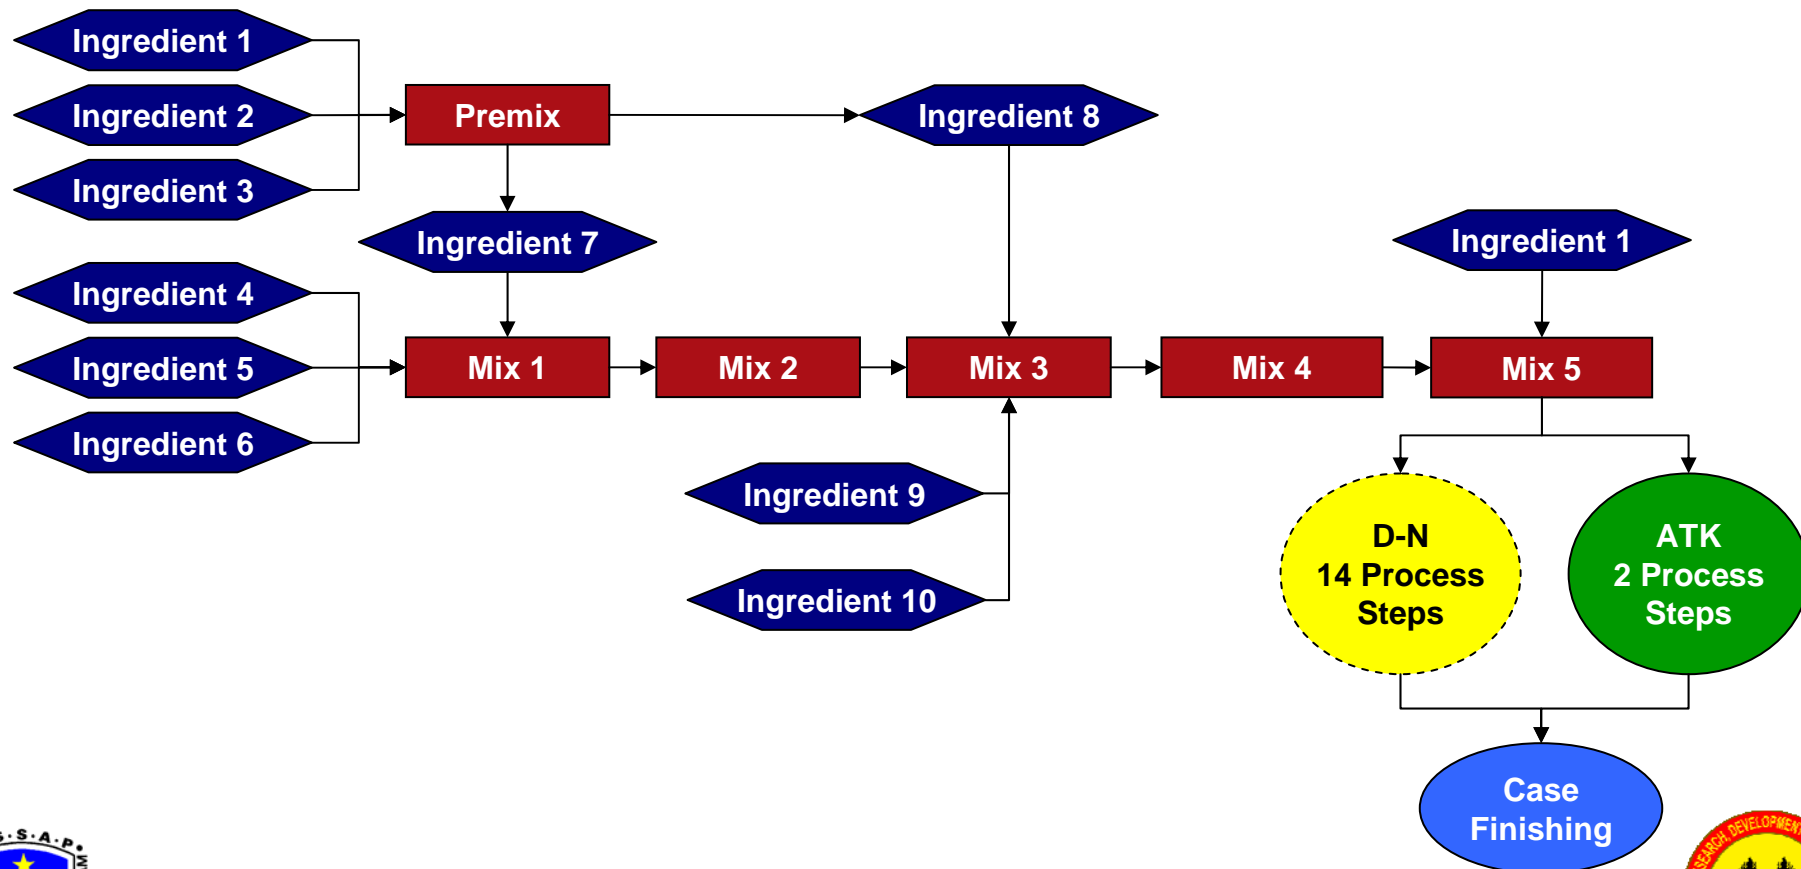 Ingredient 1
Ingredient 2
Premix
Ingredient 8
Ingredient 3
Ingredient 7
Ingredient 1
Ingredient 4
Ingredient 5
Mix 1
Mix 2
Mix 3
Mix 4
Mix 5
Ingredient 6
Ingredient 9
Ingredient 10
D-N
14 Process
Steps
ATK
2 Process
Steps
Case
Finishing
S.S.A.P
DEVELOPMEN